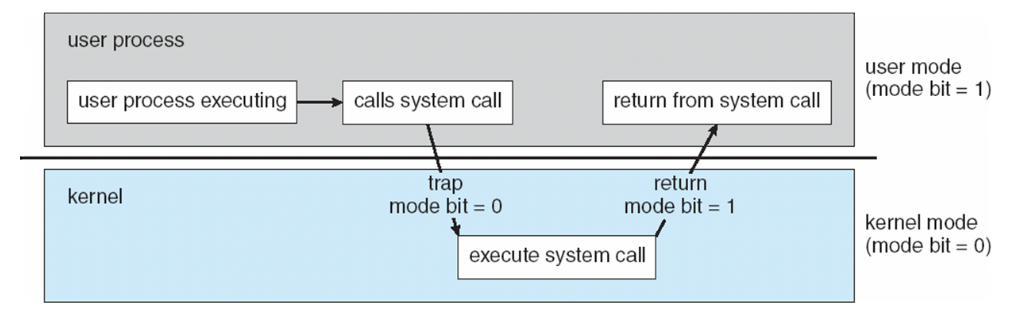 user process
user process executing
calls system call
return from system call
user mode
(mode bit = 1)
kernel
trap
mode bit = 0
return
mode bit = 1
execute system call
kernel mode
(mode bit = 0)